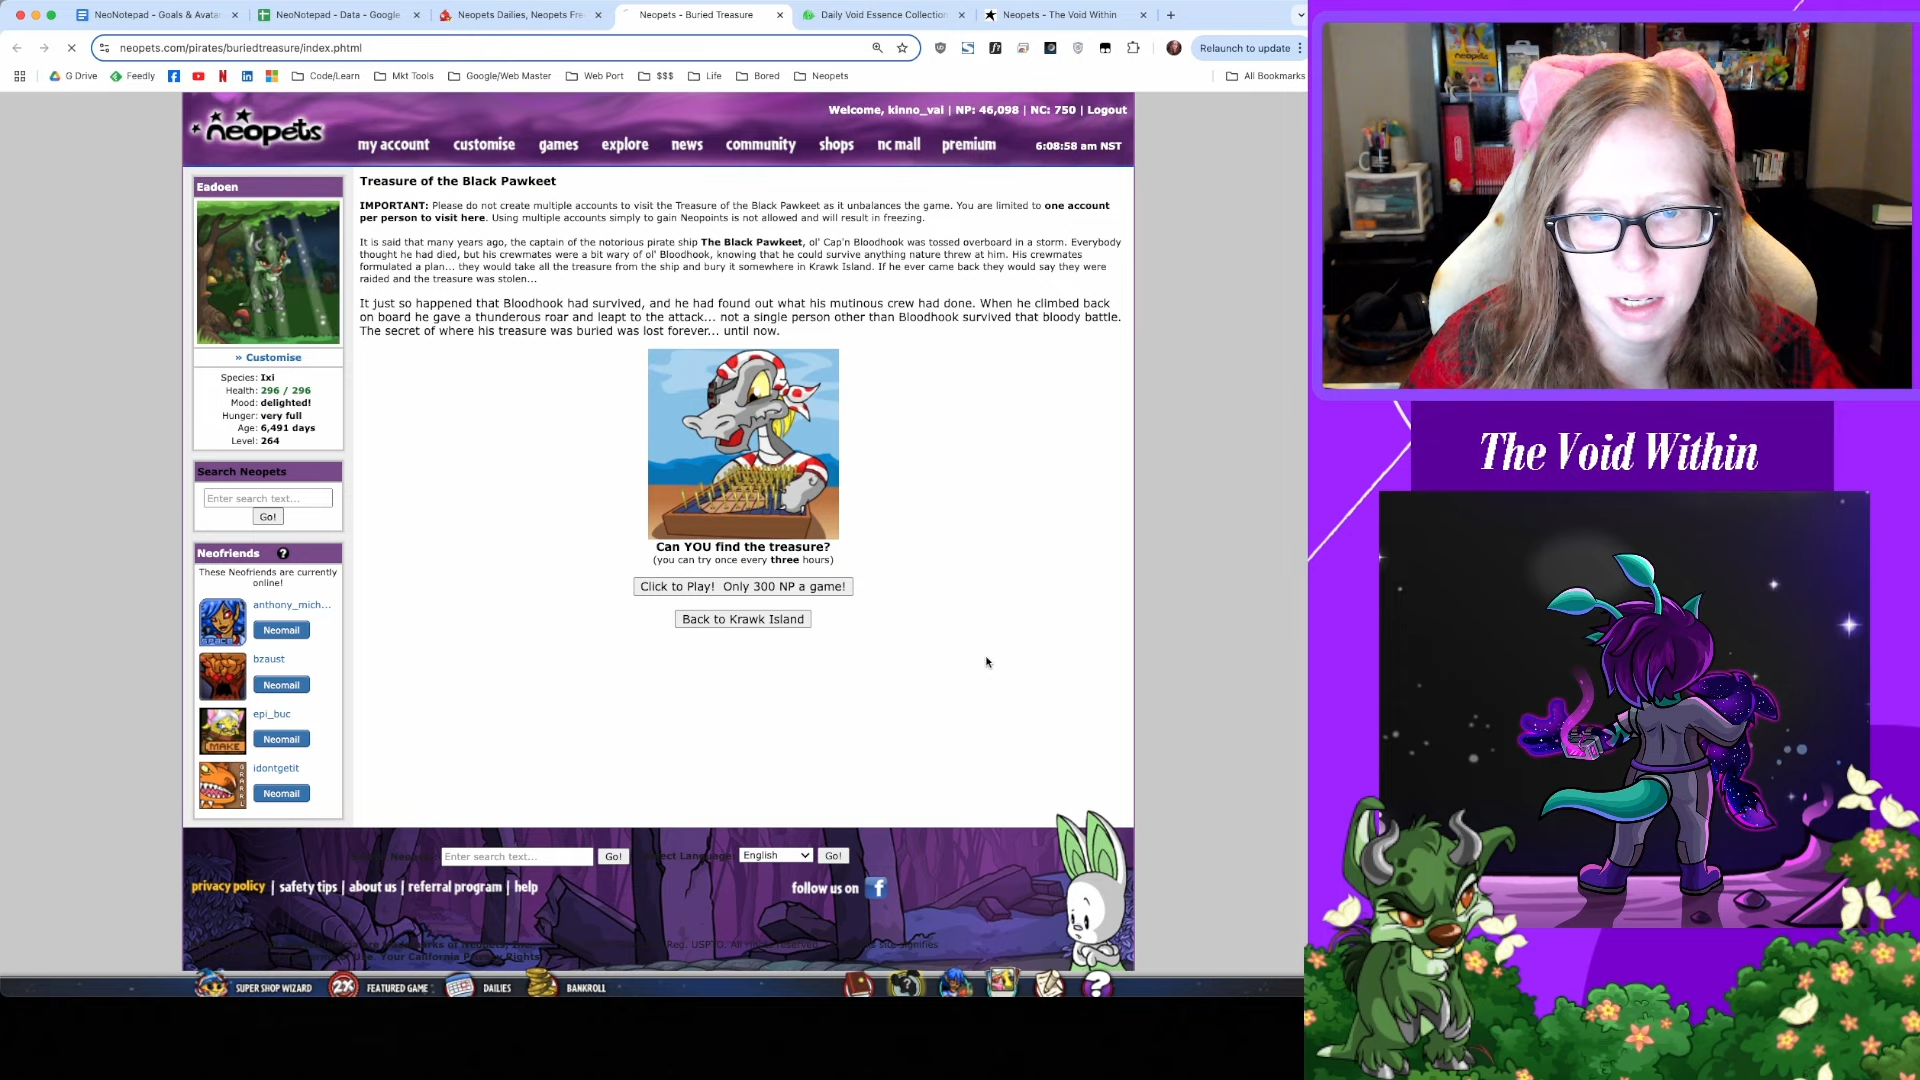 NeoNotepad - Goals & Avatar
NeoNotepad - Data - Google
Neopets Dailies, Neopets Fre
Neopets - Buried Treasure
Daily Void Essence Collection
Neopets - The Void Within
neopets.com/pirates/buriedtreasure/index.phtml
Relaunch to update
G Drive
Feedly
Code/Learn
Mkt Tools
Google/Web Master
Web Port
$$$
Life
Bored
Neopets
All Bookmarks
neopets
Welcome, kinno_vai | NP: 46,098 | NC: 750 | Logout
my account
customise
games
explore
news
community
shops
nc mall
premium
6:08:58 am NST
Eadoen
» Customise
Species: Ixi
Health: 296 / 296
Mood: delighted!
Hunger: very full
Age: 6,491 days
Level: 264
Search Neopets
Enter search text...
Go!
Neofriends ?
These Neofriends are currently
online!
anthony_mich...
Neomail
bzaust
Neomail
epi_buc
Neomail
MAKE
idontgetit
Neomail
Treasure of the Black Pawkeet
IMPORTANT: Please do not create multiple accounts to visit the Treasure of the Black Pawkeet as it unbalances the game. You are limited to one account
per person to visit here. Using multiple accounts simply to gain Neopoints is not allowed and will result in freezing.
It is said that many years ago, the captain of the notorious pirate ship The Black Pawkeet, ol' Cap'n Bloodhook was tossed overboard in a storm. Everybody
thought he had died, but his crewmates were a bit wary of ol' Bloodhook, knowing that he could survive anything nature threw at him. His crewmates
formulated a plan... they would take all the treasure from the ship and bury it somewhere in Krawk Island. If he ever came back they would say they were
raided and the treasure was stolen...
It just so happened that Bloodhook had survived, and he had found out what his mutinous crew had done. When he climbed back
on board he gave a thunderous roar and leapt to the attack... not a single person other than Bloodhook survived that bloody battle.
The secret of where his treasure was buried was lost forever... until now.
Can YOU find the treasure?
(you can try once every three hours)
Click to Play! Only 300 NP a game!
Back to Krawk Island
Enter search text...
Go!
Language:
English
Go!
privacy policy | safety tips | about us | referral program | help
follow us on
Reg. USPTO. All rights reserved
Use. Your California Privacy Rights
SUPER SHOP WIZARD
2X
FEATURED GAME
DAILIES
BANKROLL
The Void Within